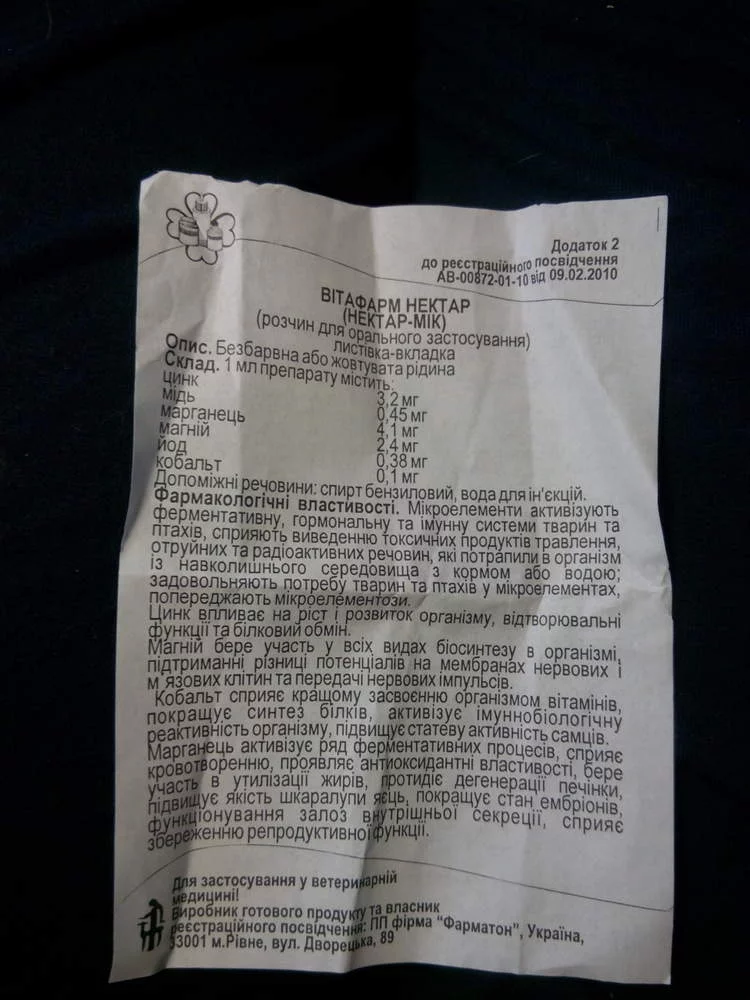 Додаток 2
до реєстраційного посвідчення
АВ-00872-01-10 від 09.02.2010
ВІТАФАРМ НЕКТАР
(НЕКТАР-МІК)
(розчин для орального застосування)
листівка-вкладка
Опис. Безбарвна або жовтувата рідина
Склад. 1 мл препарату містить:
цинк 3,2 мг
мідь 0,45 мг
марганець 4,1 мг
магній 2,4 мг
йод 0,38 мг
кобальт 0,1 мг
Допоміжні речовини: спирт бензиловий, вода для ін'єкцій.
Фармакологічні властивості. Мікроелементи активізують
ферментативну, гормональну та імунну системи тварин та
птахів, сприяють виведенню токсичних продуктів травлення,
отруйних та радіоактивних речовин, які потрапили в організм
із навколишнього середовища з кормом або водою;
задовольняють потребу тварин та птахів у мікроелементах,
попереджають мікроелементози.
Цинк впливає на ріст і розвиток організму, відтворювальні
функції та білковий обмін.
Магній бере участь у всіх видах біосинтезу в організмі,
підтриманні різниці потенціалів на мембранах нервових і
м язових клітин та передачі нервових імпульсів.
Кобальт сприяє кращому засвоєнню організмом вітамінів,
покращує синтез білків, активізує імуннобіологічну
реактивність організму, підвищує статеву активність самців.
Марганець активізує ряд ферментативних процесів, сприяє
кровотворенню, проявляє антиоксидантні властивості, бере
участь в утилізації жирів, протидіє дегенерації печінки,
підвищує якість шкаралупи яєць, покращує стан ембріонів,
функціонування залоз внутрішньої секреції, сприяє
збереженню репродуктивної функції.
Для застосування у ветеринарній
медицині!
Виробник готового продукту та власник
реєстраційного посвідчення: ПП фірма "Фарматон", Україна,
33001 м.Рівне, вул. Дворецька, 89